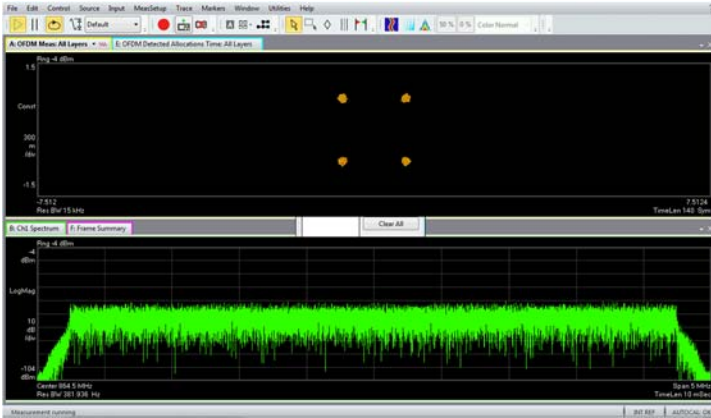 File Edit Control Source Input MeasSetup Trace Markers Window Utilities Help
Default 50 % 0 % Color Normal
A: OFDM Meas: All Layers E: OFDM Detected Allocations Time: All Layers
Rng -4 dBm
1.5
Const
300
m
/div
-1.5
-7.512 7.5124
Res BW 15 kHz TimeLen 140 Sym
Clear All
B: Ch1 Spectrum F: Frame Summary
Rng -4 dBm
-4
dBm
LogMag
10
dB
/div
-104
dBm
Center 864.5 MHz Span 5 MHz
Res BW 381.936 Hz TimeLen 10 mSec
Measurement running INT REF AUTOCAL: